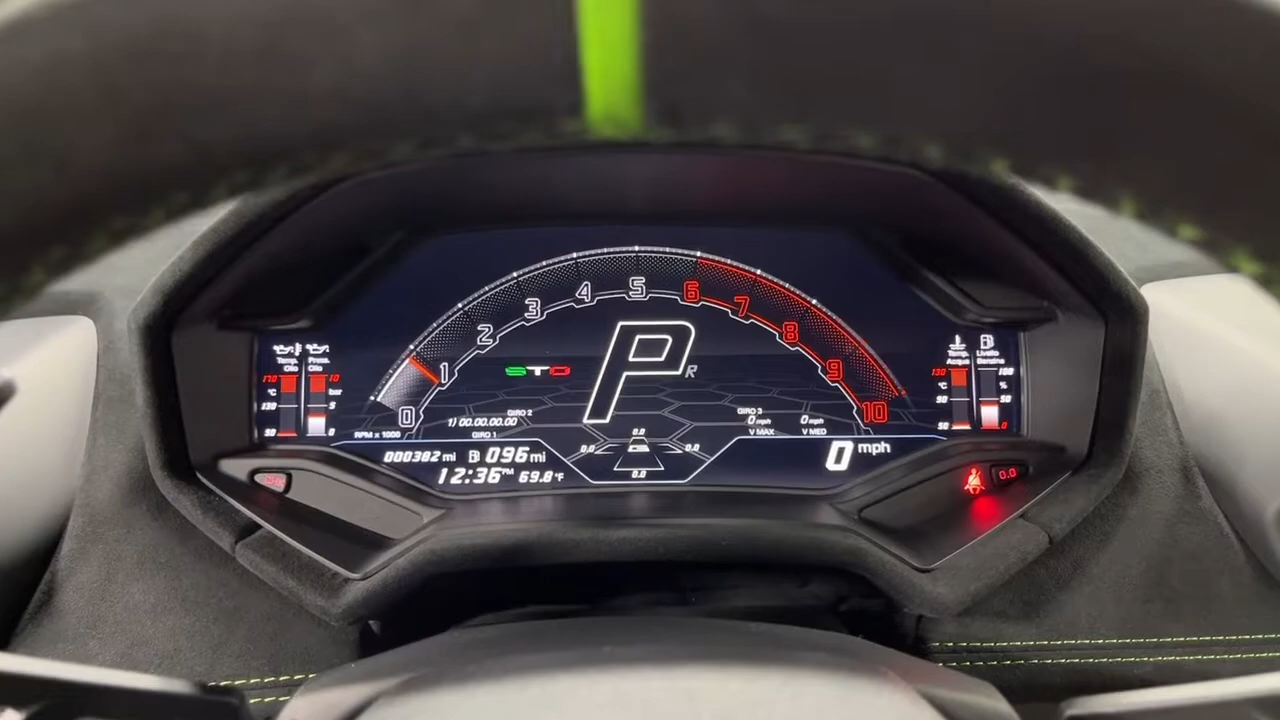 5
4 6
3 7
2 8
1 9
0 10
STO
P R
Temp. Olio
170
°C
130
50
Press. Olio
10
bar
5
0
Temp. Acqua
130
°C
90
50
Livello Benzina
100
%
50
0
RPM x 1000
1) 00.00.00.00
GIRO 2
GIRO 1
GIRO 3
0 mph
V MAX
0 mph
V MED
0.0
0.0 0.0
0.0
000382 mi 096 mi
12:36 PM 69.8°F
0 mph
0.0